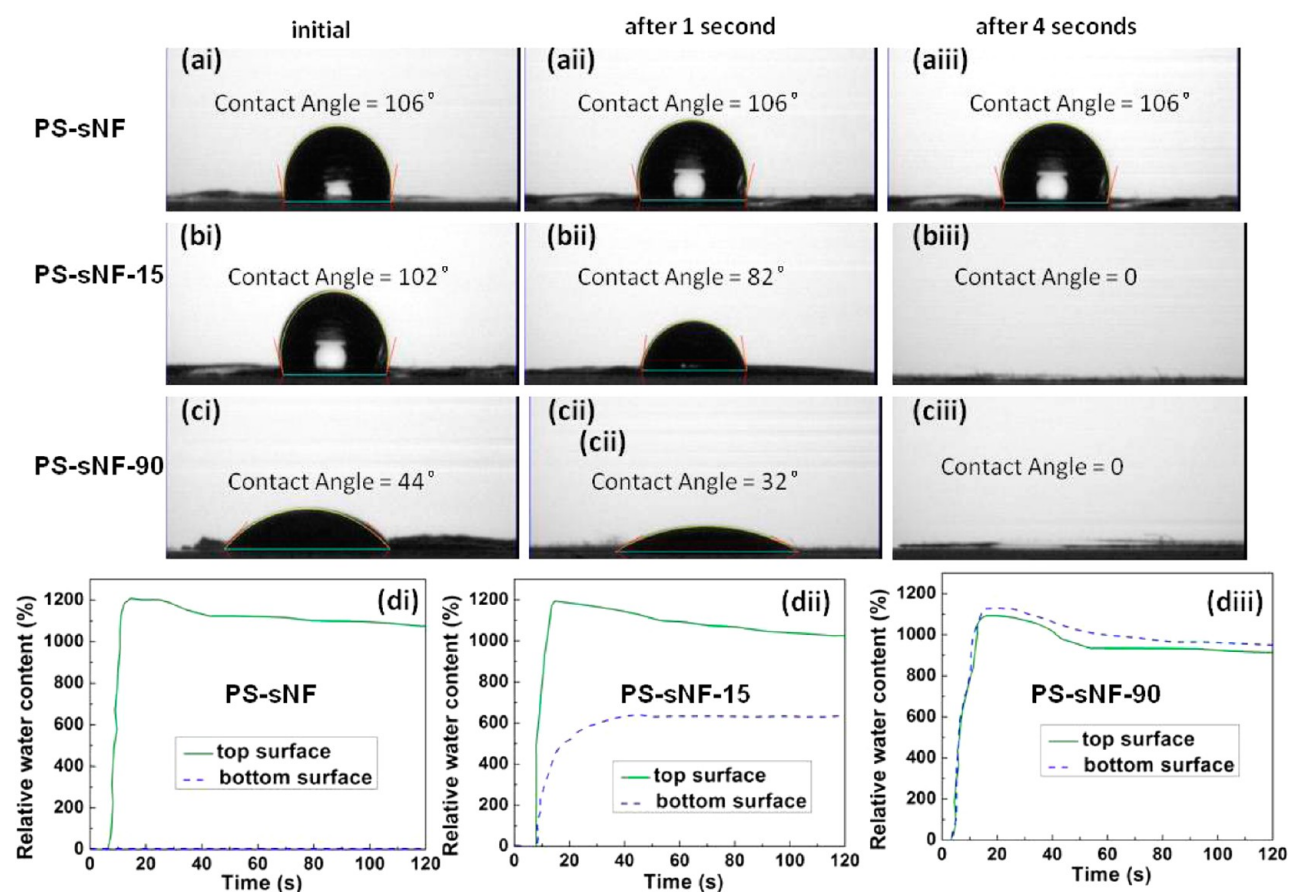 initial after 1 second after 4 seconds
PS-sNF
(ai)
Contact Angle = 106°
(aii)
Contact Angle = 106°
(aiii)
Contact Angle = 106°
PS-sNF-15
(bi)
Contact Angle = 102°
(bii)
Contact Angle = 82°
(biii)
Contact Angle = 0
PS-sNF-90
(ci)
Contact Angle = 44°
(cii)
(cii)
Contact Angle = 32°
(ciii)
Contact Angle = 0
(di)
Relative water content (%)
1200
1000
800
600
400
200
0
PS-sNF
top surface
bottom surface
0 20 40 60 80 100 120
Time (s)
(dii)
Relative water content (%)
1200
1000
800
600
400
200
0
PS-sNF-15
top surface
bottom surface
0 20 40 60 80 100 120
Time (s)
(diii)
Relative water content (%)
1200
1000
800
600
400
200
0
PS-sNF-90
top surface
bottom surface
0 20 40 60 80 100 120
Time (s)